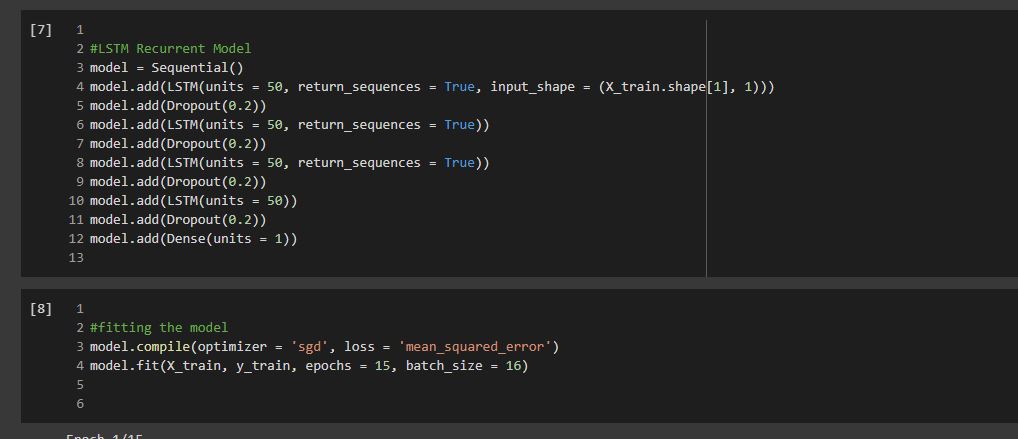 [7] 1
2 #LSTM Recurrent Model
3 model = Sequential()
4 model.add(LSTM(units = 50, return_sequences = True, input_shape = (X_train.shape[1], 1)))
5 model.add(Dropout(0.2))
6 model.add(LSTM(units = 50, return_sequences = True))
7 model.add(Dropout(0.2))
8 model.add(LSTM(units = 50, return_sequences = True))
9 model.add(Dropout(0.2))
10 model.add(LSTM(units = 50))
11 model.add(Dropout(0.2))
12 model.add(Dense(units = 1))
13
[8] 1
2 #fitting the model
3 model.compile(optimizer = 'sgd', loss = 'mean_squared_error')
4 model.fit(X_train, y_train, epochs = 15, batch_size = 16)
5
6
Epoch 1/15